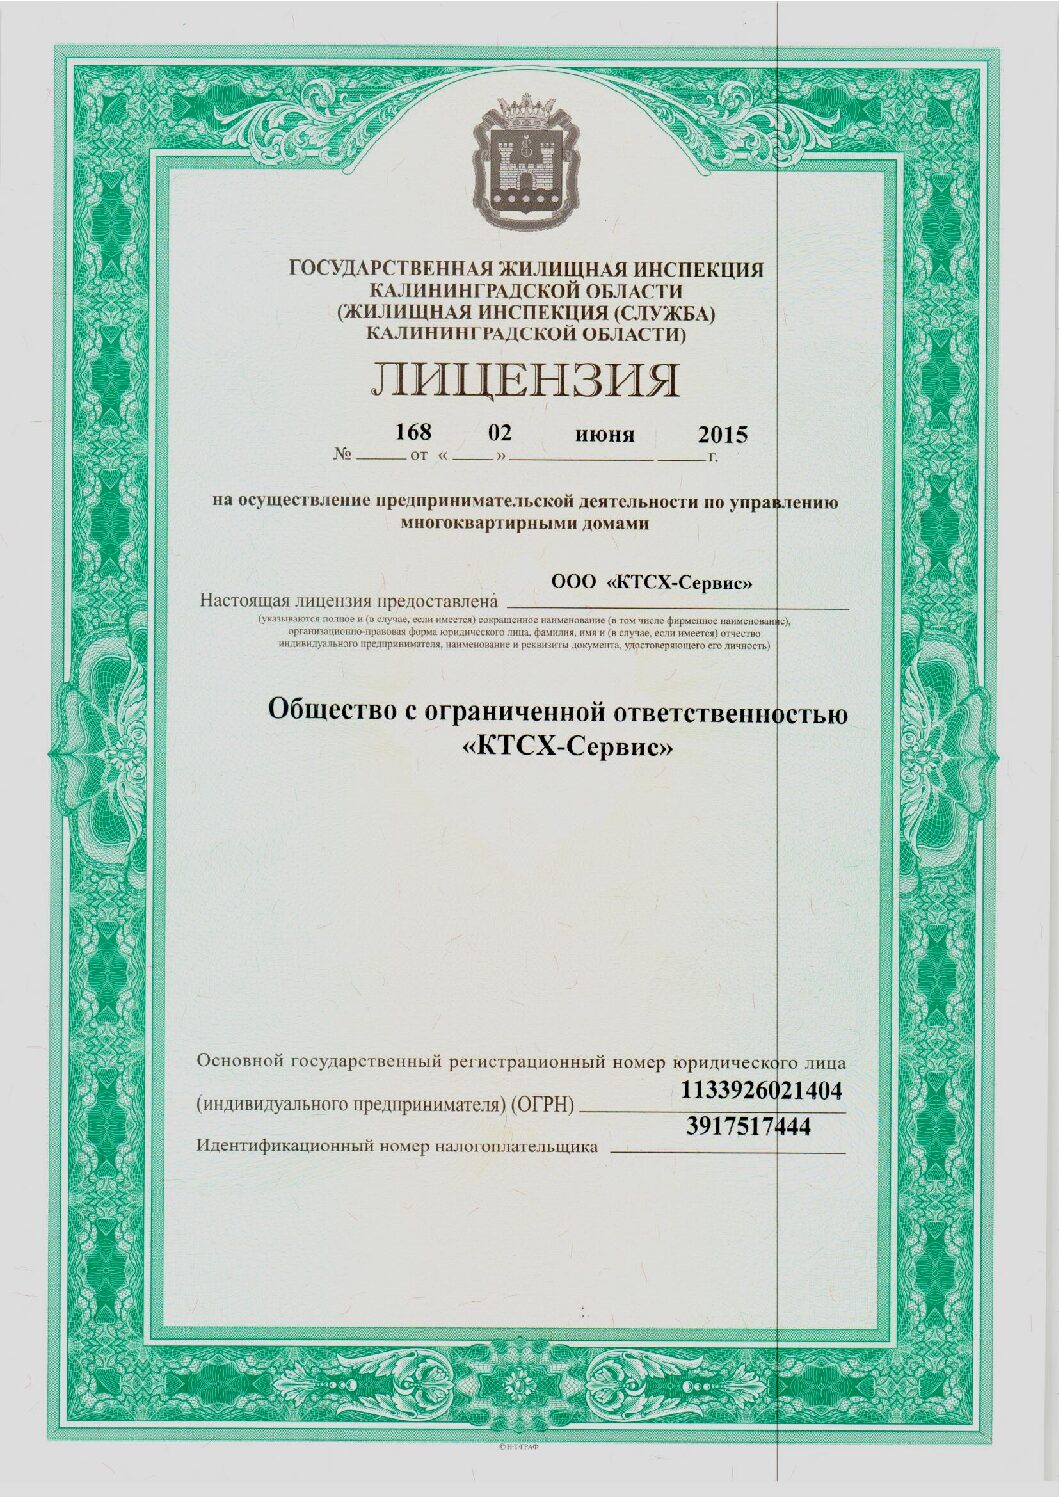 ГОСУДАРСТВЕННАЯ ЖИЛИЩНАЯ ИНСПЕКЦИЯ
КАЛИНИНГРАДСКОЙ ОБЛАСТИ
(ЖИЛИЩНАЯ ИНСПЕКЦИЯ (СЛУЖБА)
КАЛИНИНГРАДСКОЙ ОБЛАСТИ)
ЛИЦЕНЗИЯ
№ 168 от « 02 » июня 2015 г.
на осуществление предпринимательской деятельности по управлению
многоквартирными домами
ООО «КТСХ-Сервис»
Настоящая лицензия предоставлена
(указываются полное и (в случае, если имеется) сокращенное наименование (в том числе фирменное наименование),
организационно-правовая форма юридического лица, фамилия, имя и (в случае, если имеется) отчество
индивидуального предпринимателя, наименование и реквизиты документа, удостоверяющего его личность)
Общество с ограниченной ответственностью
«КТСХ-Сервис»
Основной государственный регистрационный номер юридического лица
(индивидуального предпринимателя) (ОГРН) 1133926021404
Идентификационный номер налогоплательщика 3917517444